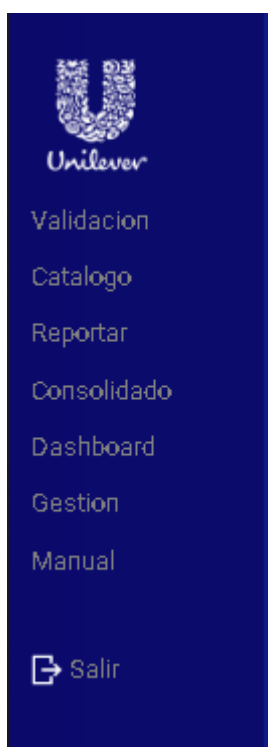 Unilever
Validacion
Catalogo
Reportar
Consolidado
Dashboard
Gestion
Manual
Salir